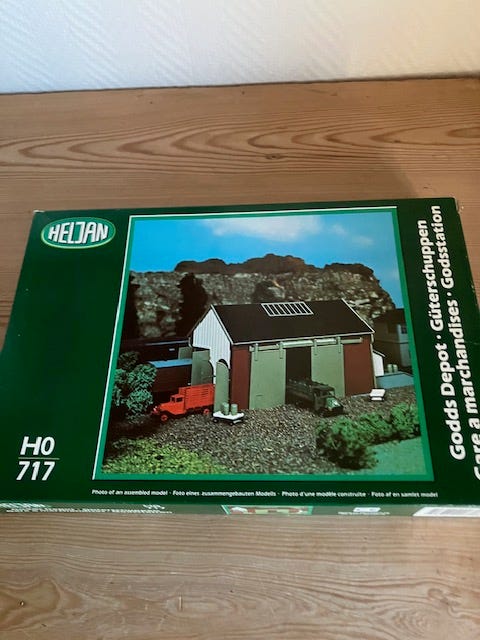 HELJAN
Godds Depot · Güterschuppen
Gare a marchandises · Godsstation
H0
717
Photo of an assembled model · Foto eines zusammengebauten Modells · Photo d'une modèle construite · Foto af en samlet model